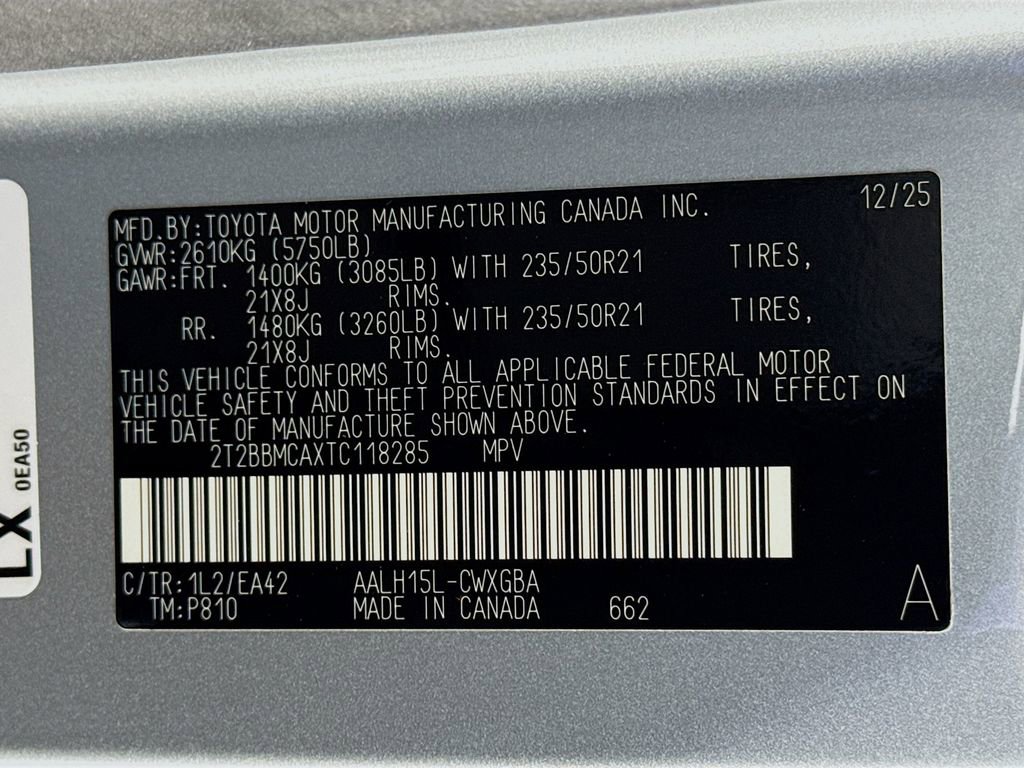 MFD.BY:TOYOTA MOTOR MANUFACTURING CANADA INC. 12/25
GVWR:2610KG (5750LB)
GAWR:FRT. 1400KG (3085LB) WITH 235/50R21 TIRES,
21X8J RIMS.
RR. 1480KG (3260LB) WITH 235/50R21 TIRES,
21X8J RIMS.
THIS VEHICLE CONFORMS TO ALL APPLICABLE FEDERAL MOTOR
VEHICLE SAFETY AND THEFT PREVENTION STANDARDS IN EFFECT ON
THE DATE OF MANUFACTURE SHOWN ABOVE.
2T2BBMCAXTC118285 MPV
C/TR:1L2/EA42 AALH15L-CWXGBA
TM:P810 MADE IN CANADA 662 A
LX
0EA50